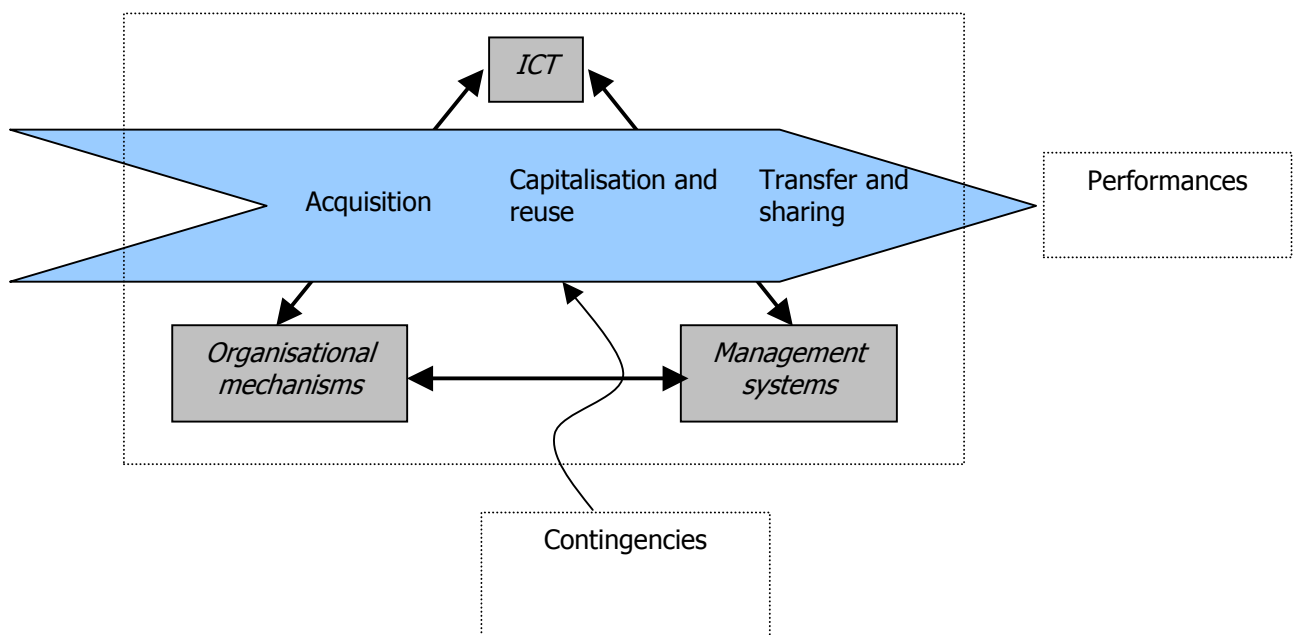 ICT
Acquisition
Capitalisation and
reuse
Transfer and
sharing
Performances
Organisational
mechanisms
Management
systems
Contingencies